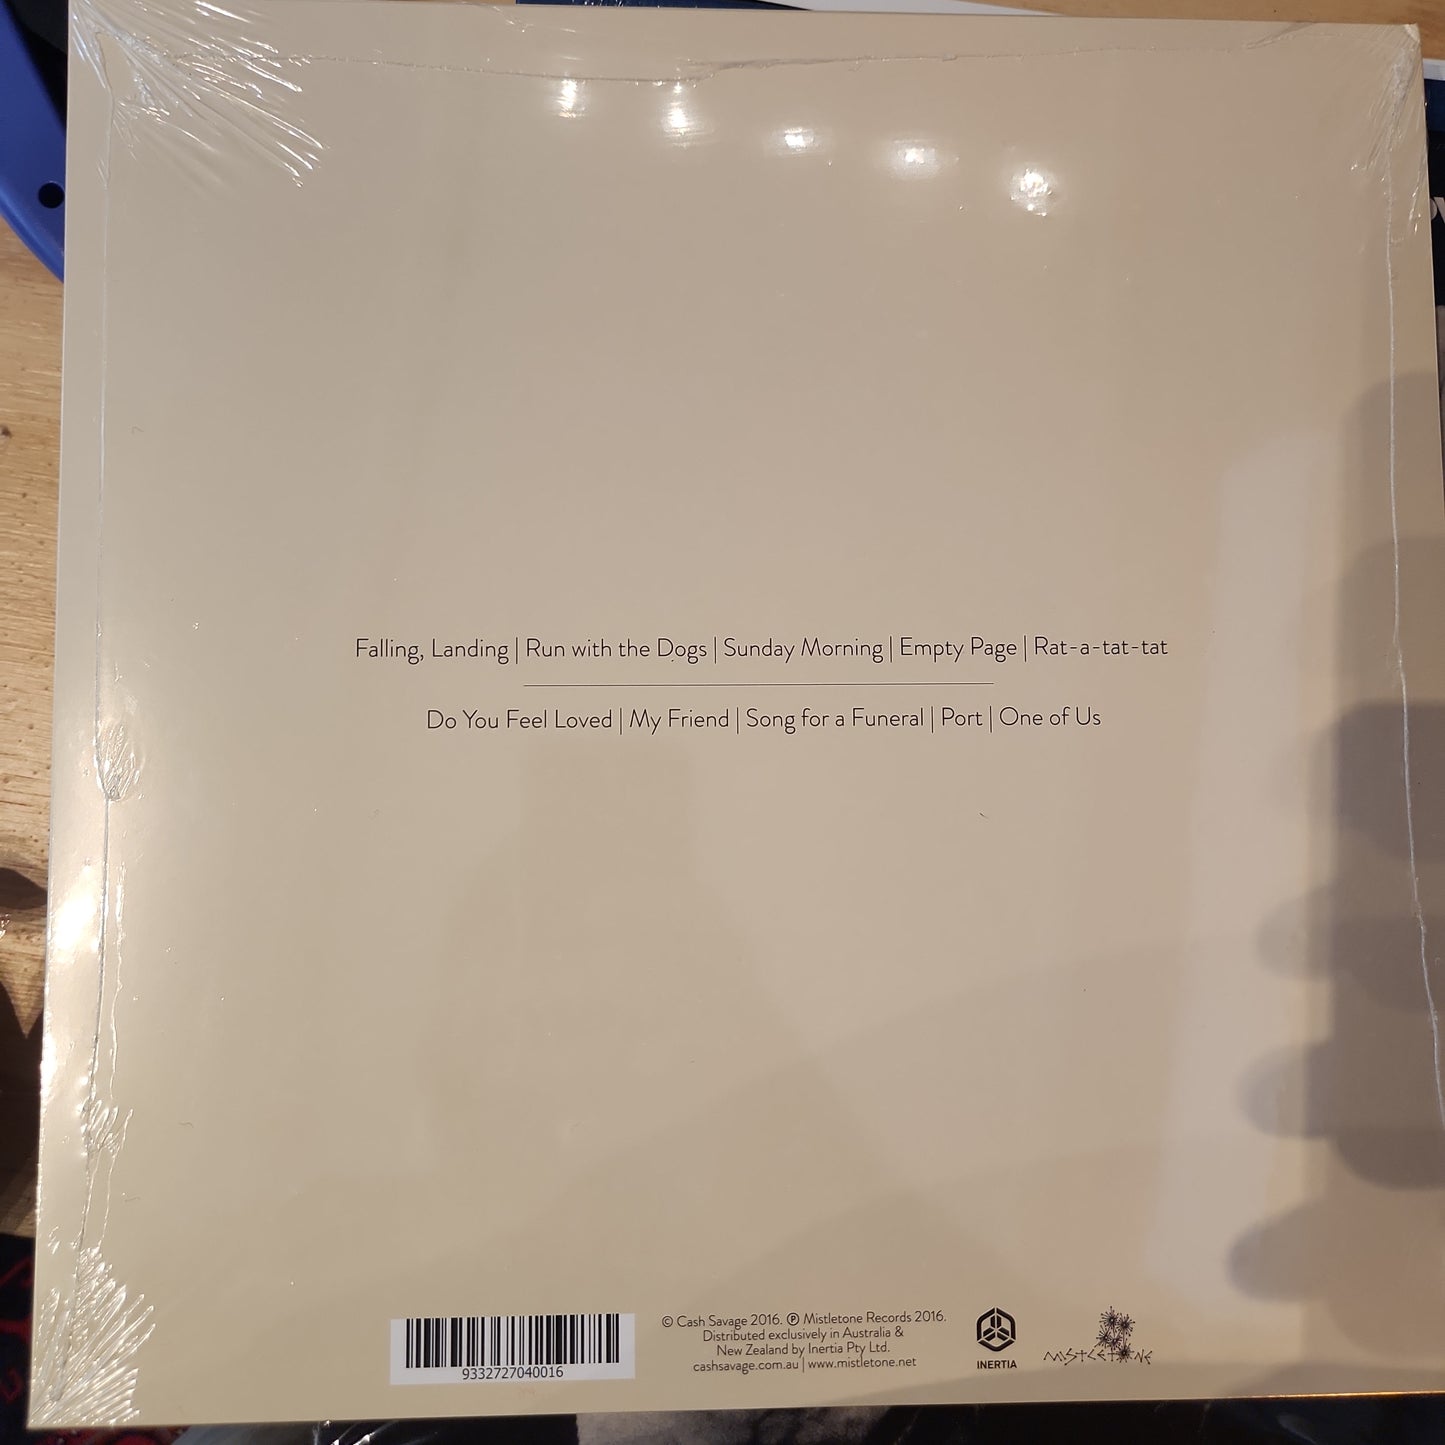 Falling, Landing | Run with the Dogs | Sunday Morning | Empty Page | Rat-a-tat-tat
Do You Feel Loved | My Friend | Song for a Funeral | Port | One of Us
9332727040016
© Cash Savage 2016. ℗ Mistletone Records 2016.
Distributed exclusively in Australia &
New Zealand by Inertia Pty Ltd.
cashsavage.com.au | www.mistletone.net
INERTIA
MISTLETONE